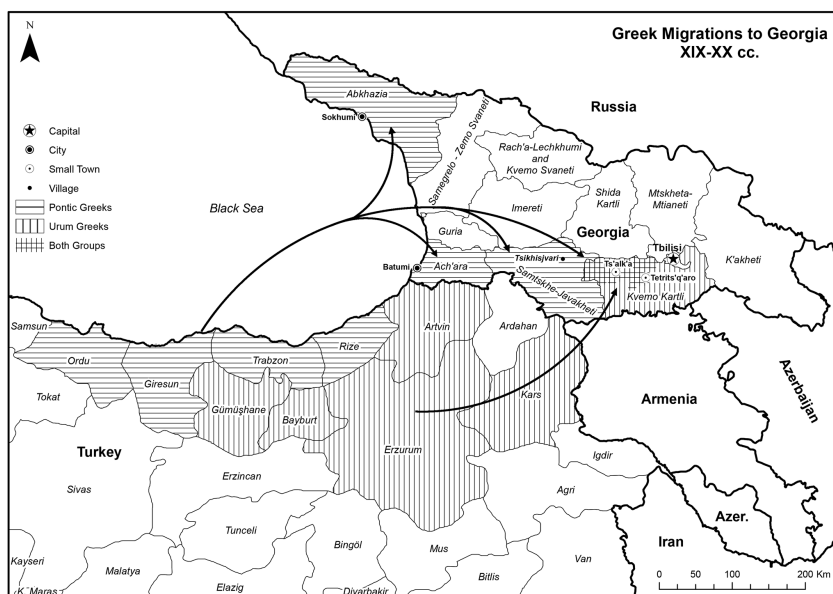 N
Greek Migrations to Georgia
XIX-XX cc.
Capital
City
Small Town
Village
Pontic Greeks
Urum Greeks
Both Groups
Abkhazia
Sokhumi
Russia
Samegrelo - Zemo Svaneti
Rach'a-Lechkhumi
and
Kvemo Svaneti
Black Sea
Imereti
Shida
Kartli
Mtskheta-
Mtianeti
Guria
Georgia
Tbilisi
K'akheti
Batumi
Ach'ara
Tsikhisjvari
Samtskhe-Javakheti
Ts'alk'a
Tetrits'q'aro
Kvemo Kartli
Samsun
Ordu
Giresun
Trabzon
Rize
Artvin
Ardahan
Tokat
Gümüşhane
Bayburt
Kars
Armenia
Azerbaijan
Turkey
Erzurum
Sivas
Erzincan
Igdir
Agri
Tunceli
Azer.
Iran
Kayseri
Malatya
Bingöl
Mus
Van
K. Maras
Elazig
Diyarbakir
Bitlis
0 50 100 200 Km